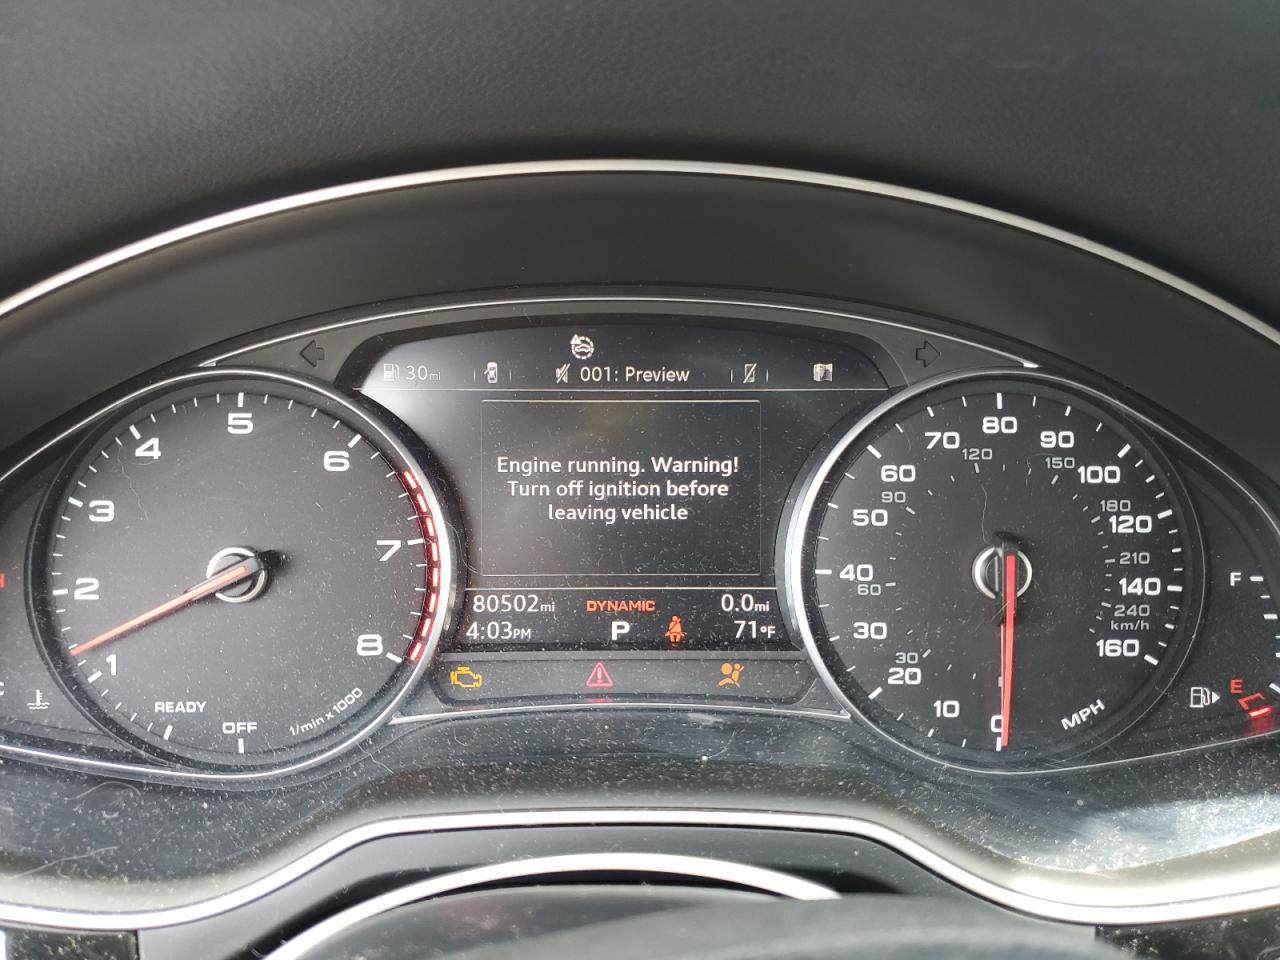 30mi
001: Preview
Engine running. Warning!
Turn off ignition before
leaving vehicle
80502mi
DYNAMIC
0.0mi
4:03PM
P
71°F
1
2
3
4
5
6
7
8
READY
OFF
1/min x 1000
0
10
20
30
40
50
60
70
80
90
100
120
140
160
30
60
90
120
150
180
210
240
km/h
MPH
H
C
F
E